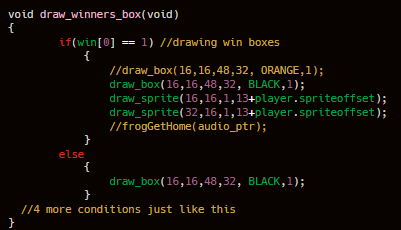 void draw_winners_box(void)
{
        if(win[0] == 1) //drawing win boxes
            {
                //draw_box(16,16,48,32, ORANGE,1);
                draw_box(16,16,48,32, BLACK,1);
                draw_sprite(16,16,1,13+player.spriteoffset);
                draw_sprite(32,16,1,13+player.spriteoffset);
                //frogGetHome(audio_ptr);
            }
        else
            {
                draw_box(16,16,48,32, BLACK,1);
            }
  //4 more conditions just like this
}